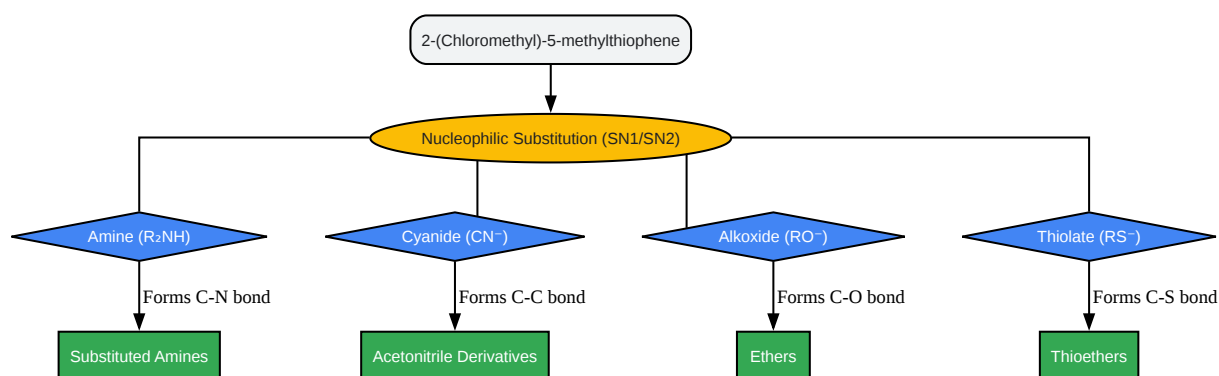 2-(Chloromethyl)-5-methylthiophene
Nucleophilic Substitution (SN1/SN2)
Amine (R₂NH)
Cyanide (CN⁻)
Alkoxide (RO⁻)
Thiolate (RS⁻)
Forms C-N bond
Forms C-C bond
Forms C-O bond
Forms C-S bond
Substituted Amines
Acetonitrile Derivatives
Ethers
Thioethers